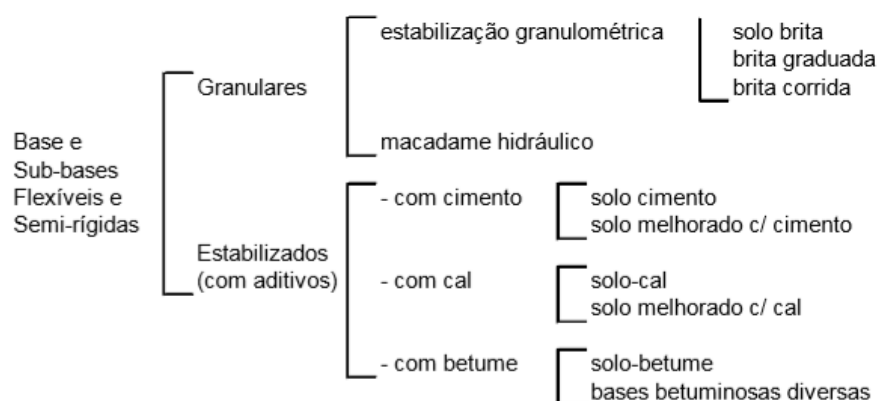 Base e
Sub-bases
Flexíveis e
Semi-rígidas
Granulares
estabilização granulométrica
solo brita
brita graduada
brita corrida
macadame hidráulico
Estabilizados
(com aditivos)
- com cimento
solo cimento
solo melhorado c/ cimento
- com cal
solo-cal
solo melhorado c/ cal
- com betume
solo-betume
bases betuminosas diversas